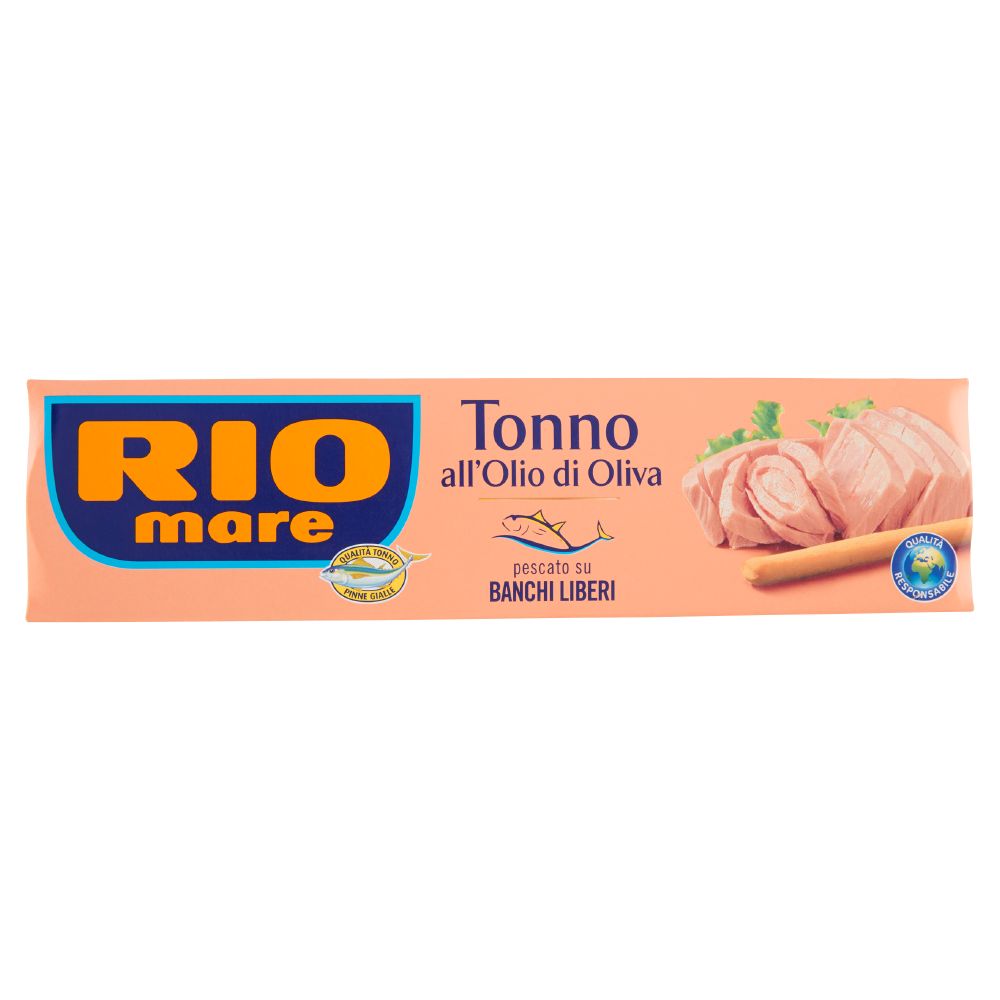 RIO
mare
QUALITÀ TONNO
PINNE GIALLE
Tonno
all'Olio di Oliva
pescato su
BANCHI LIBERI
QUALITÀ
RESPONSABILE